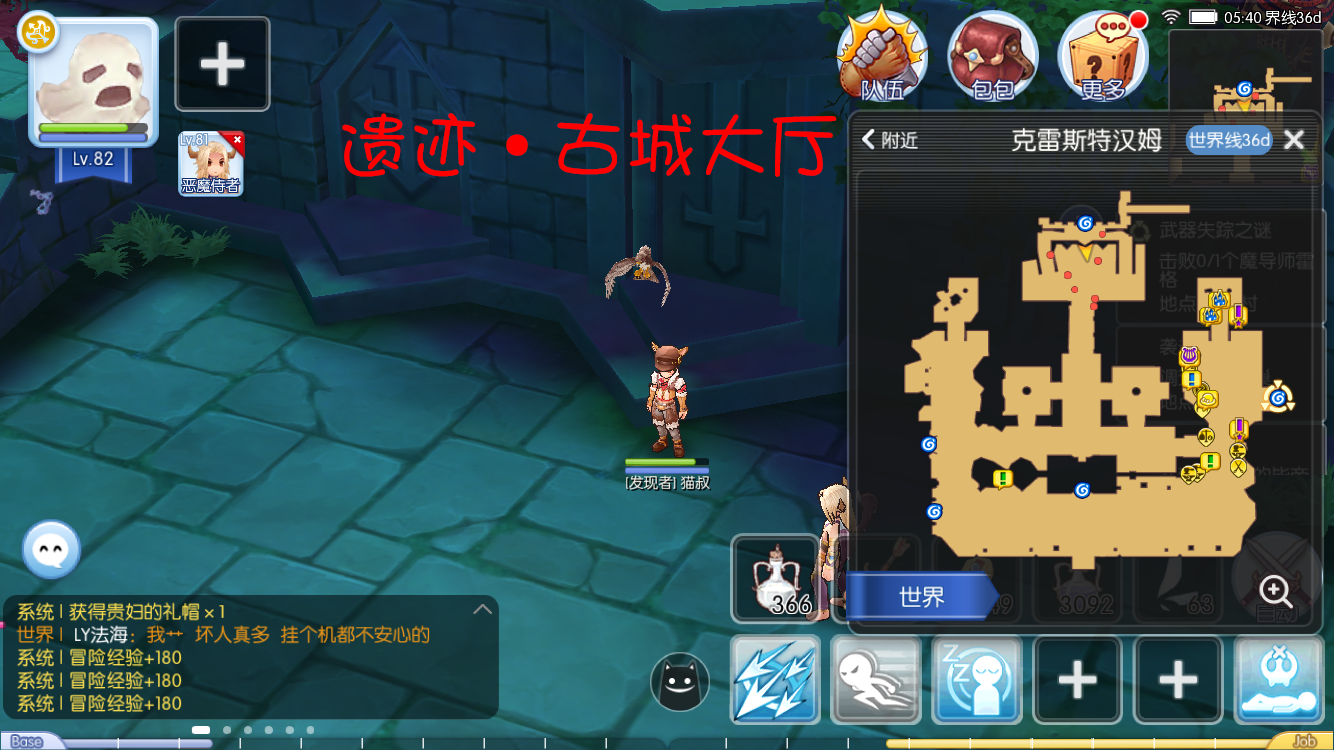 05:40 界线36d
队伍
包包
更多
Lv.82
Lv.81
恶魔侍者
遗迹·古城大厅
附近
克雷斯特汉姆
世界线36d
武器失踪之谜
击败0/1个魔导师霍
格
[发现者] 猫叔
系统 | 获得贵妇的礼帽 × 1
世界 | LY法海：我艹 坏人真多 挂个机都不安心的
系统 | 冒险经验+180
系统 | 冒险经验+180
系统 | 冒险经验+180
366
3092
63
世界
自动
Base
Job